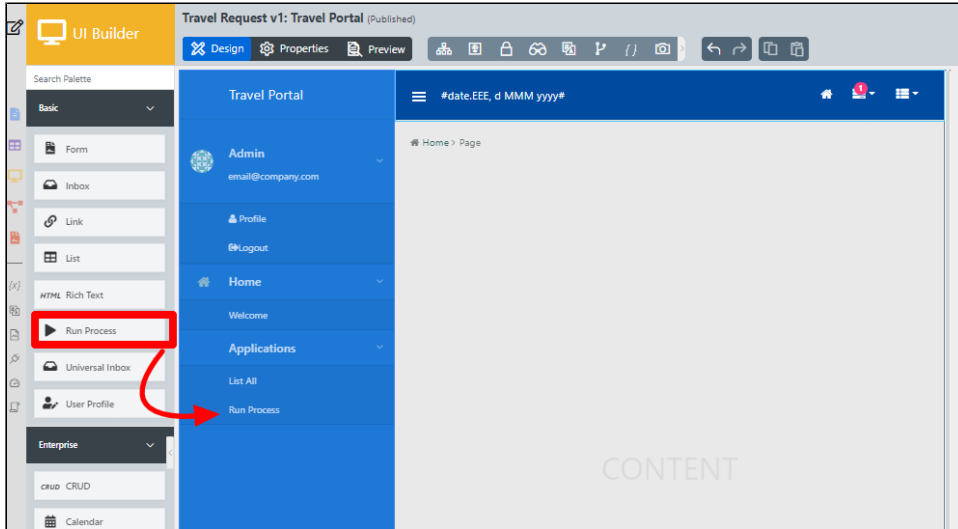 Travel Request v1: Travel Portal (Published)
UI Builder
Design Properties Preview { }
Search Palette
Basic
Form
Inbox
Link
List
HTML Rich Text
Run Process
Universal Inbox
User Profile
Enterprise
CRUD CRUD
Calendar
{x}
Travel Portal
#date.EEE, d MMM yyyy#
1
Admin
email@company.com
Profile
Logout
Home
Welcome
Applications
List All
Run Process
Home > Page
CONTENT